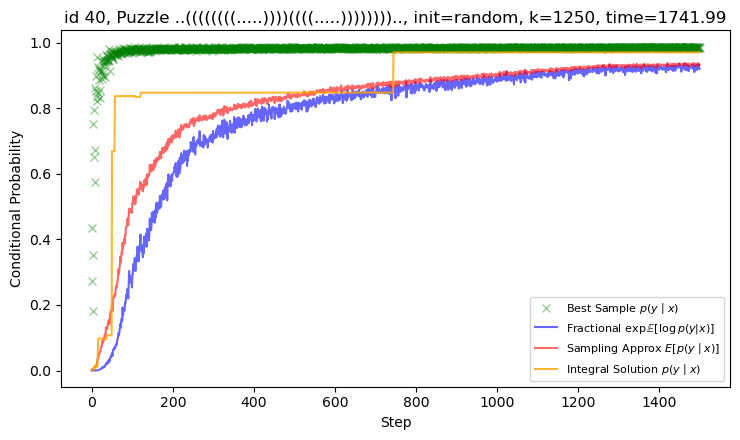 id 40, Puzzle ..((((((((.....))))((((.....)))))))).., init=random, k=1250, time=1741.99
1.0
0.8
0.6
0.4
0.2
0.0
Conditional Probability
0 200 400 600 800 1000 1200 1400
Step
Best Sample p(y | x)
Fractional exp 𝔼[log p(y|x)]
Sampling Approx E[p(y | x)]
Integral Solution p(y | x)